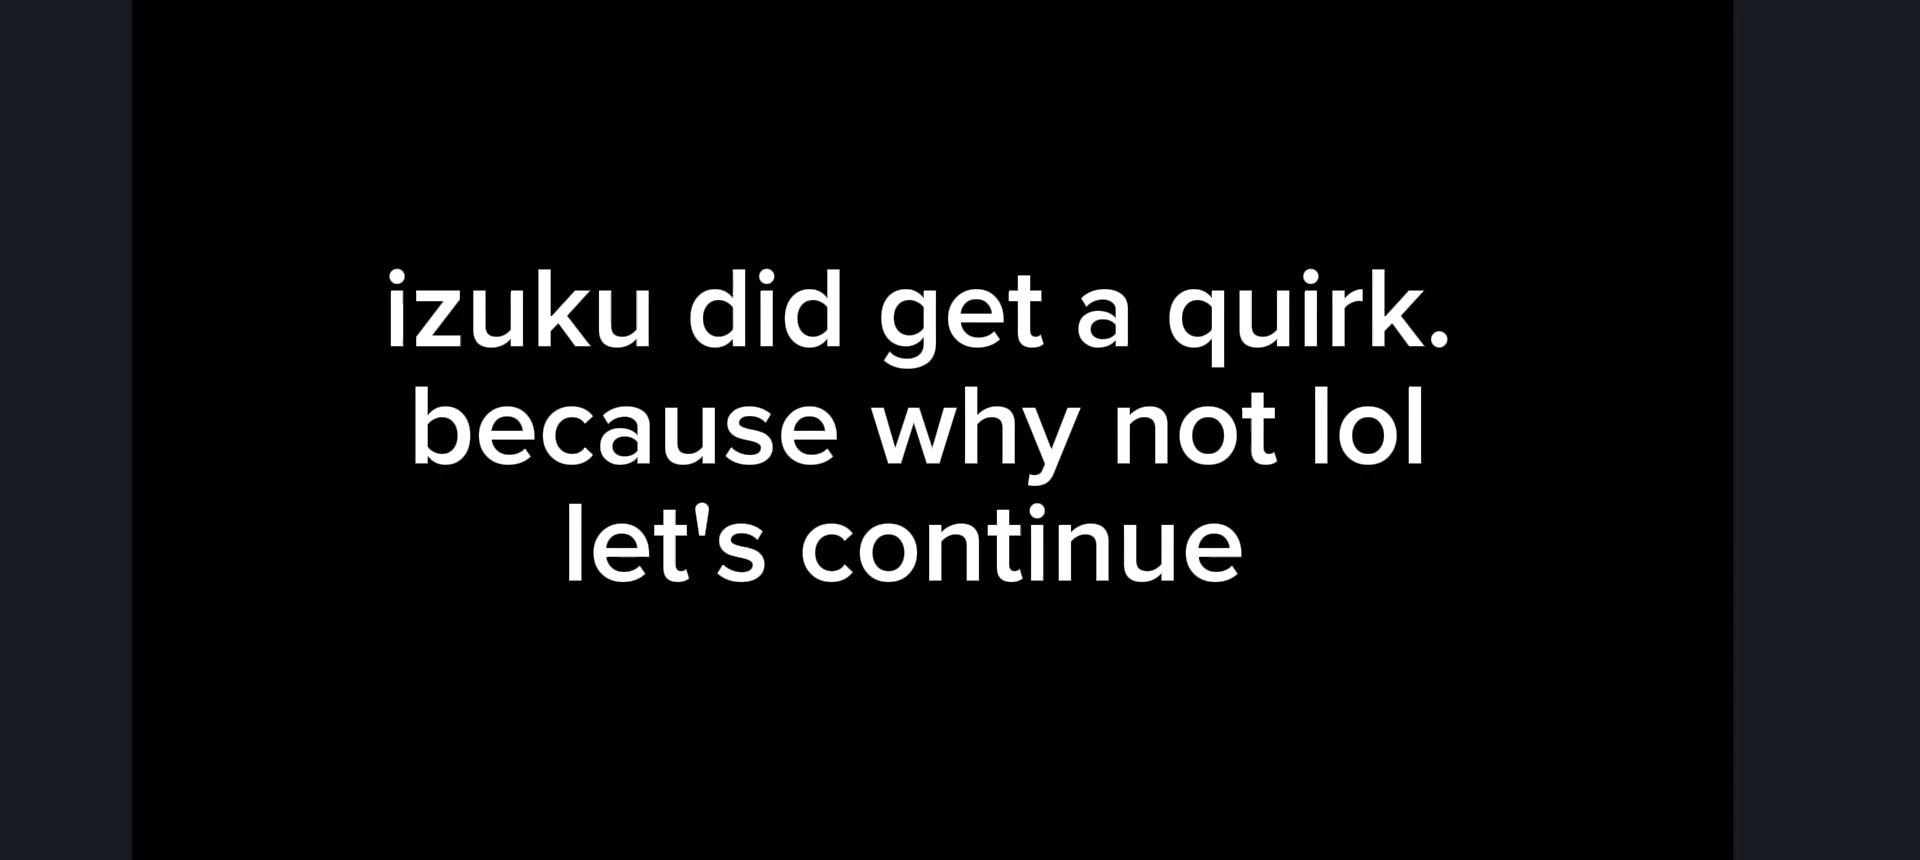 izuku did get a quirk.
because why not lol
let's continue